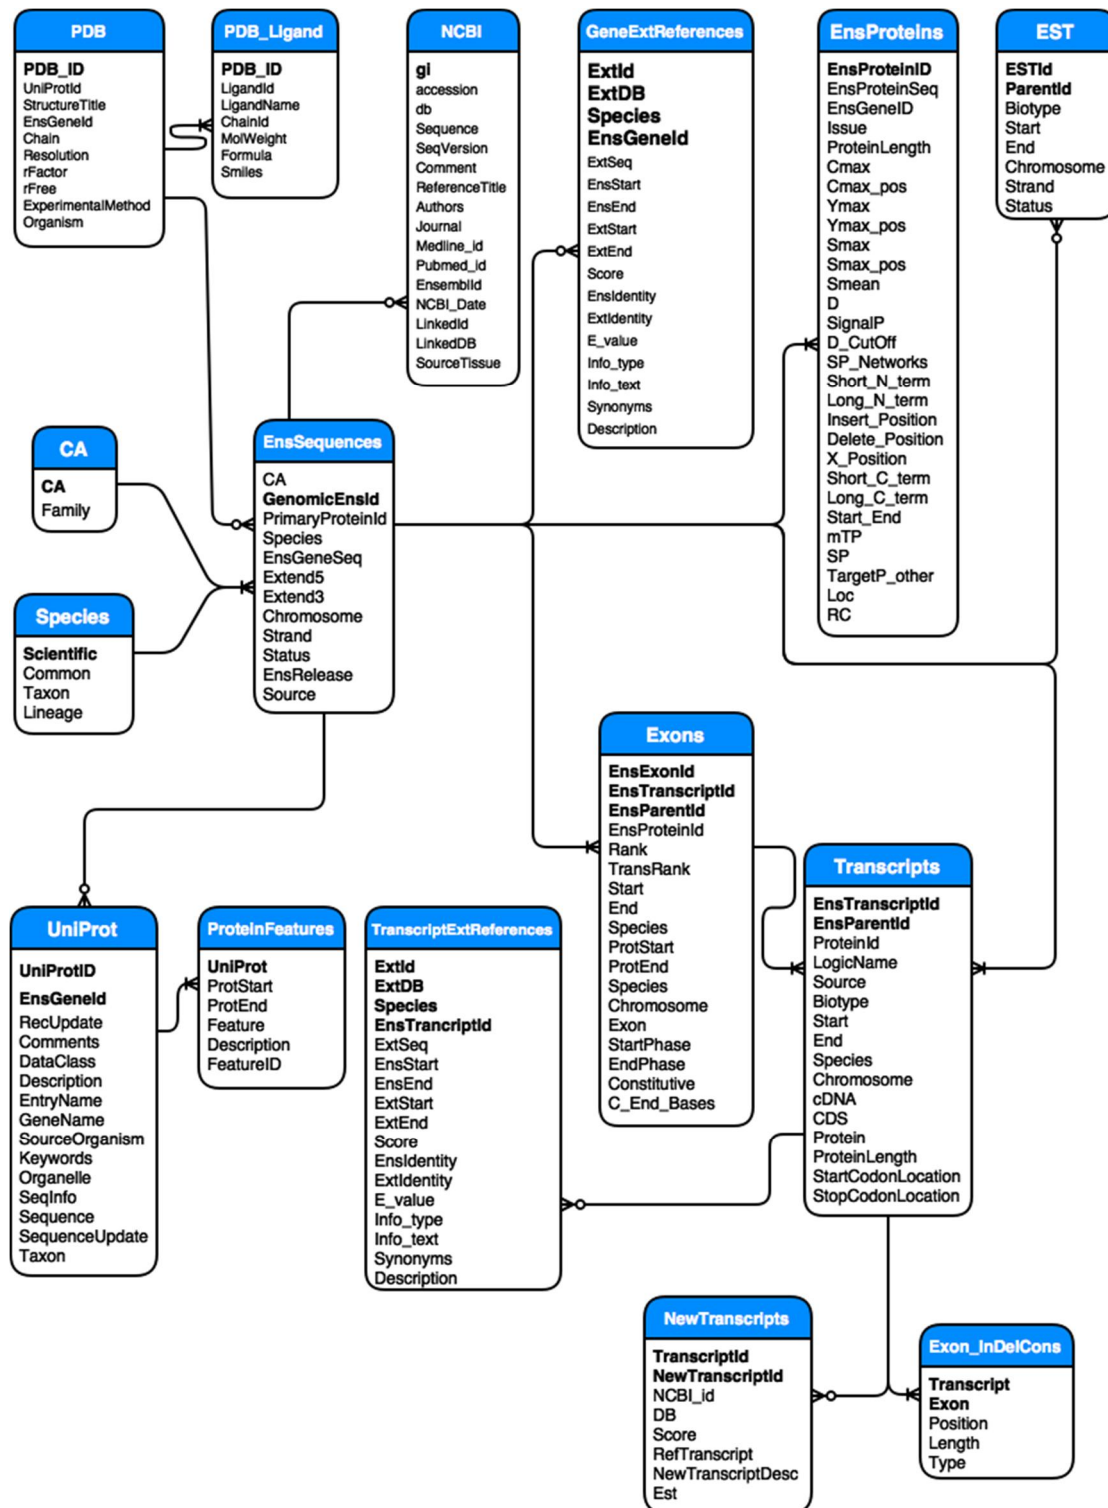 PDB
PDB_ID
UniProtId
StructureTitle
EnsGeneId
Chain
Resolution
rFactor
rFree
ExperimentalMethod
Organism
PDB_Ligand
PDB_ID
LigandId
LigandName
ChainId
MolWeight
Formula
Smiles
NCBI
gi
accession
db
Sequence
SeqVersion
Comment
ReferenceTitle
Authors
Journal
Medline_id
Pubmed_id
EnsemblId
NCBI_Date
LinkedId
LinkedDB
SourceTissue
GeneExtReferences
ExtId
ExtDB
Species
EnsGeneId
ExtSeq
EnsStart
EnsEnd
ExtStart
ExtEnd
Score
EnsIdentity
ExtIdentity
E_value
Info_type
Info_text
Synonyms
Description
EnsProteins
EnsProteinID
EnsProteinSeq
EnsGeneID
Issue
ProteinLength
Cmax
Cmax_pos
Ymax
Ymax_pos
Smax
Smax_pos
Smean
D
SignalP
D_CutOff
SP_Networks
Short_N_term
Long_N_term
Insert_Position
Delete_Position
X_Position
Short_C_term
Long_C_term
Start_End
mTP
SP
TargetP_other
Loc
RC
EST
ESTId
ParentId
Biotype
Start
End
Chromosome
Strand
Status
CA
CA
Family
Species
Scientific
Common
Taxon
Lineage
EnsSequences
CA
GenomicEnsId
PrimaryProteinId
Species
EnsGeneSeq
Extend5
Extend3
Chromosome
Strand
Status
EnsRelease
Source
Exons
EnsExonId
EnsTranscriptId
EnsParentId
EnsProteinId
Rank
TransRank
Start
End
Species
ProtStart
ProtEnd
Species
Chromosome
Exon
StartPhase
EndPhase
Constitutive
C_End_Bases
Transcripts
EnsTranscriptId
EnsParentId
ProteinId
LogicName
Source
Biotype
Start
End
Species
Chromosome
cDNA
CDS
Protein
ProteinLength
StartCodonLocation
StopCodonLocation
UniProt
UniProtID
EnsGeneId
RecUpdate
Comments
DataClass
Description
EntryName
GeneName
SourceOrganism
Keywords
Organelle
SeqInfo
Sequence
SequenceUpdate
Taxon
ProteinFeatures
UniProt
ProtStart
ProtEnd
Feature
Description
FeatureID
TranscriptExtReferences
ExtId
ExtDB
Species
EnsTrancriptId
ExtSeq
EnsStart
EnsEnd
ExtStart
ExtEnd
Score
EnsIdentity
ExtIdentity
E_value
Info_type
Info_text
Synonyms
Description
NewTranscripts
TranscriptId
NewTranscriptId
NCBI_id
DB
Score
RefTranscript
NewTranscriptDesc
Est
Exon_InDelCons
Transcript
Exon
Position
Length
Type